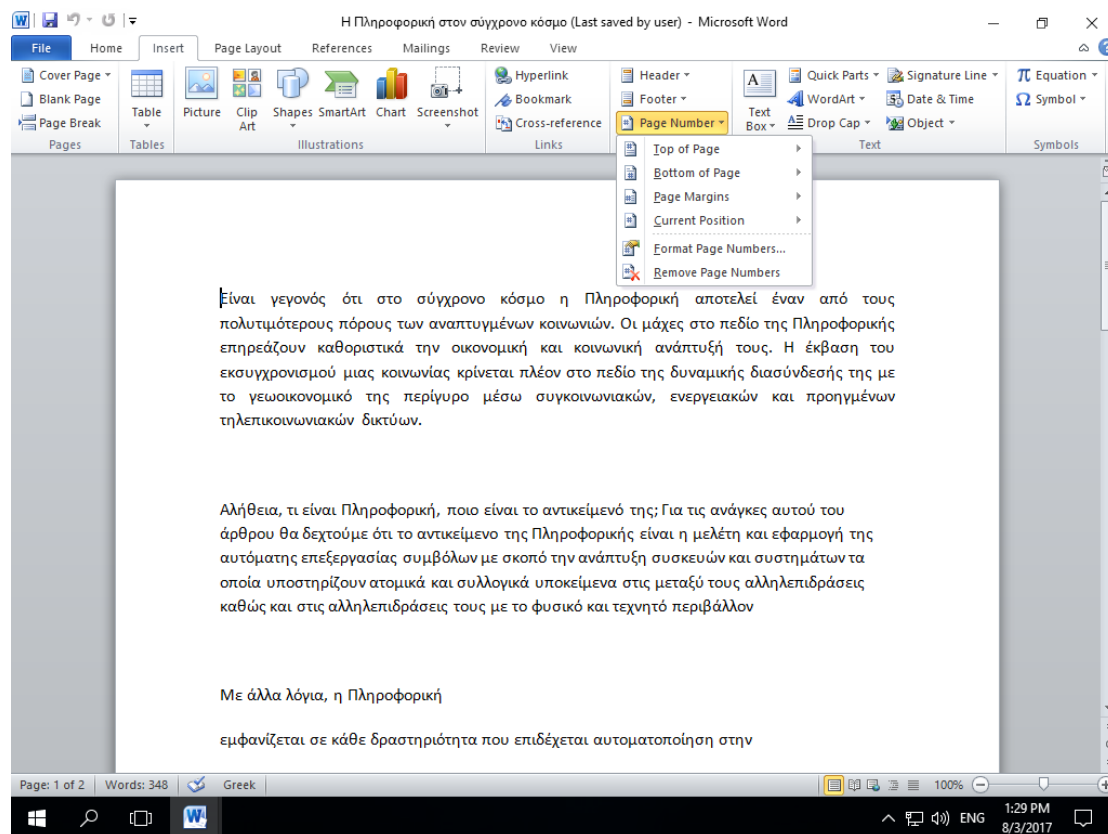 Η Πληροφορική στον σύγχρονο κόσμο (Last saved by user) - Microsoft Word
File Home Insert Page Layout References Mailings Review View
Cover Page
Blank Page
Page Break
Pages
Table
Tables
Picture Clip Art Shapes SmartArt Chart Screenshot
Illustrations
Hyperlink
Bookmark
Cross-reference
Links
Header
Footer
Page Number
Text Box
Quick Parts
WordArt
Drop Cap
Signature Line
Date & Time
Object
Text
Equation
Symbol
Symbols
Top of Page
Bottom of Page
Page Margins
Current Position
Format Page Numbers...
Remove Page Numbers
Είναι γεγονός ότι στο σύγχρονο κόσμο η Πληροφορική αποτελεί έναν από τους
πολυτιμότερους πόρους των αναπτυγμένων κοινωνιών. Οι μάχες στο πεδίο της Πληροφορικής
επηρεάζουν καθοριστικά την οικονομική και κοινωνική ανάπτυξή τους. Η έκβαση του
εκσυγχρονισμού μιας κοινωνίας κρίνεται πλέον στο πεδίο της δυναμικής διασύνδεσής της με
το γεωοικονομικό της περίγυρο μέσω συγκοινωνιακών, ενεργειακών και προηγμένων
τηλεπικοινωνιακών δικτύων.
Αλήθεια, τι είναι Πληροφορική, ποιο είναι το αντικείμενό της; Για τις ανάγκες αυτού του
άρθρου θα δεχτούμε ότι το αντικείμενο της Πληροφορικής είναι η μελέτη και εφαρμογή της
αυτόματης επεξεργασίας συμβόλων με σκοπό την ανάπτυξη συσκευών και συστημάτων τα
οποία υποστηρίζουν ατομικά και συλλογικά υποκείμενα στις μεταξύ τους αλληλεπιδράσεις
καθώς και στις αλληλεπιδράσεις τους με το φυσικό και τεχνητό περιβάλλον
Με άλλα λόγια, η Πληροφορική
εμφανίζεται σε κάθε δραστηριότητα που επιδέχεται αυτοματοποίηση στην
Page: 1 of 2 Words: 348 Greek 100%
ENG
1:29 PM
8/3/2017